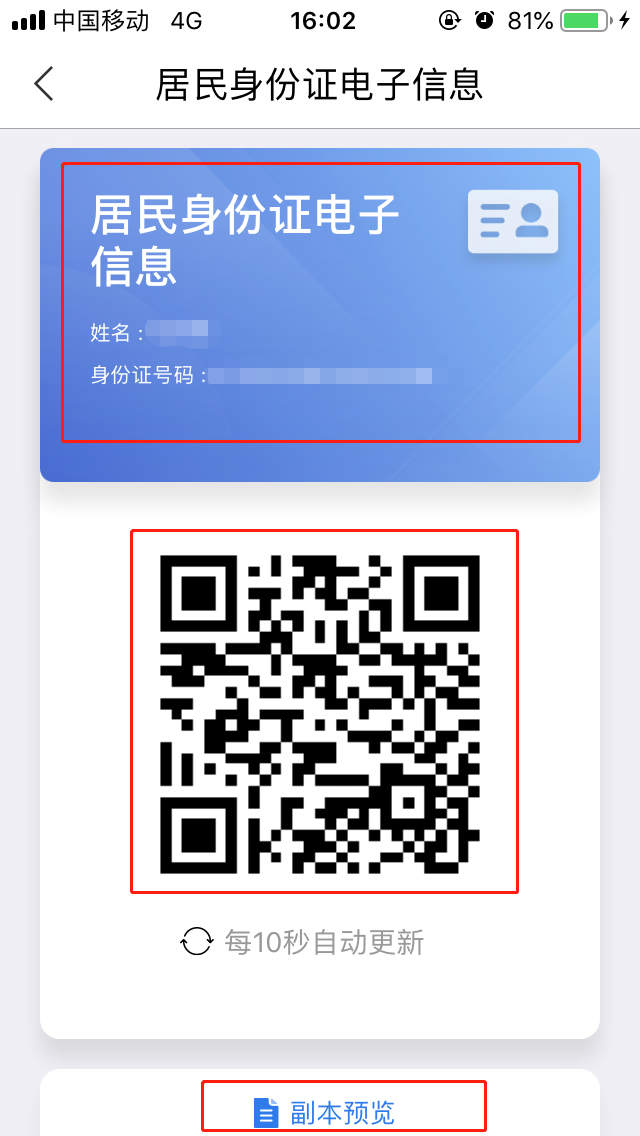 中国移动 4G 16:02 81%
居民身份证电子信息
居民身份证电子
信息
姓名 :
身份证号码 :
每10秒自动更新
副本预览